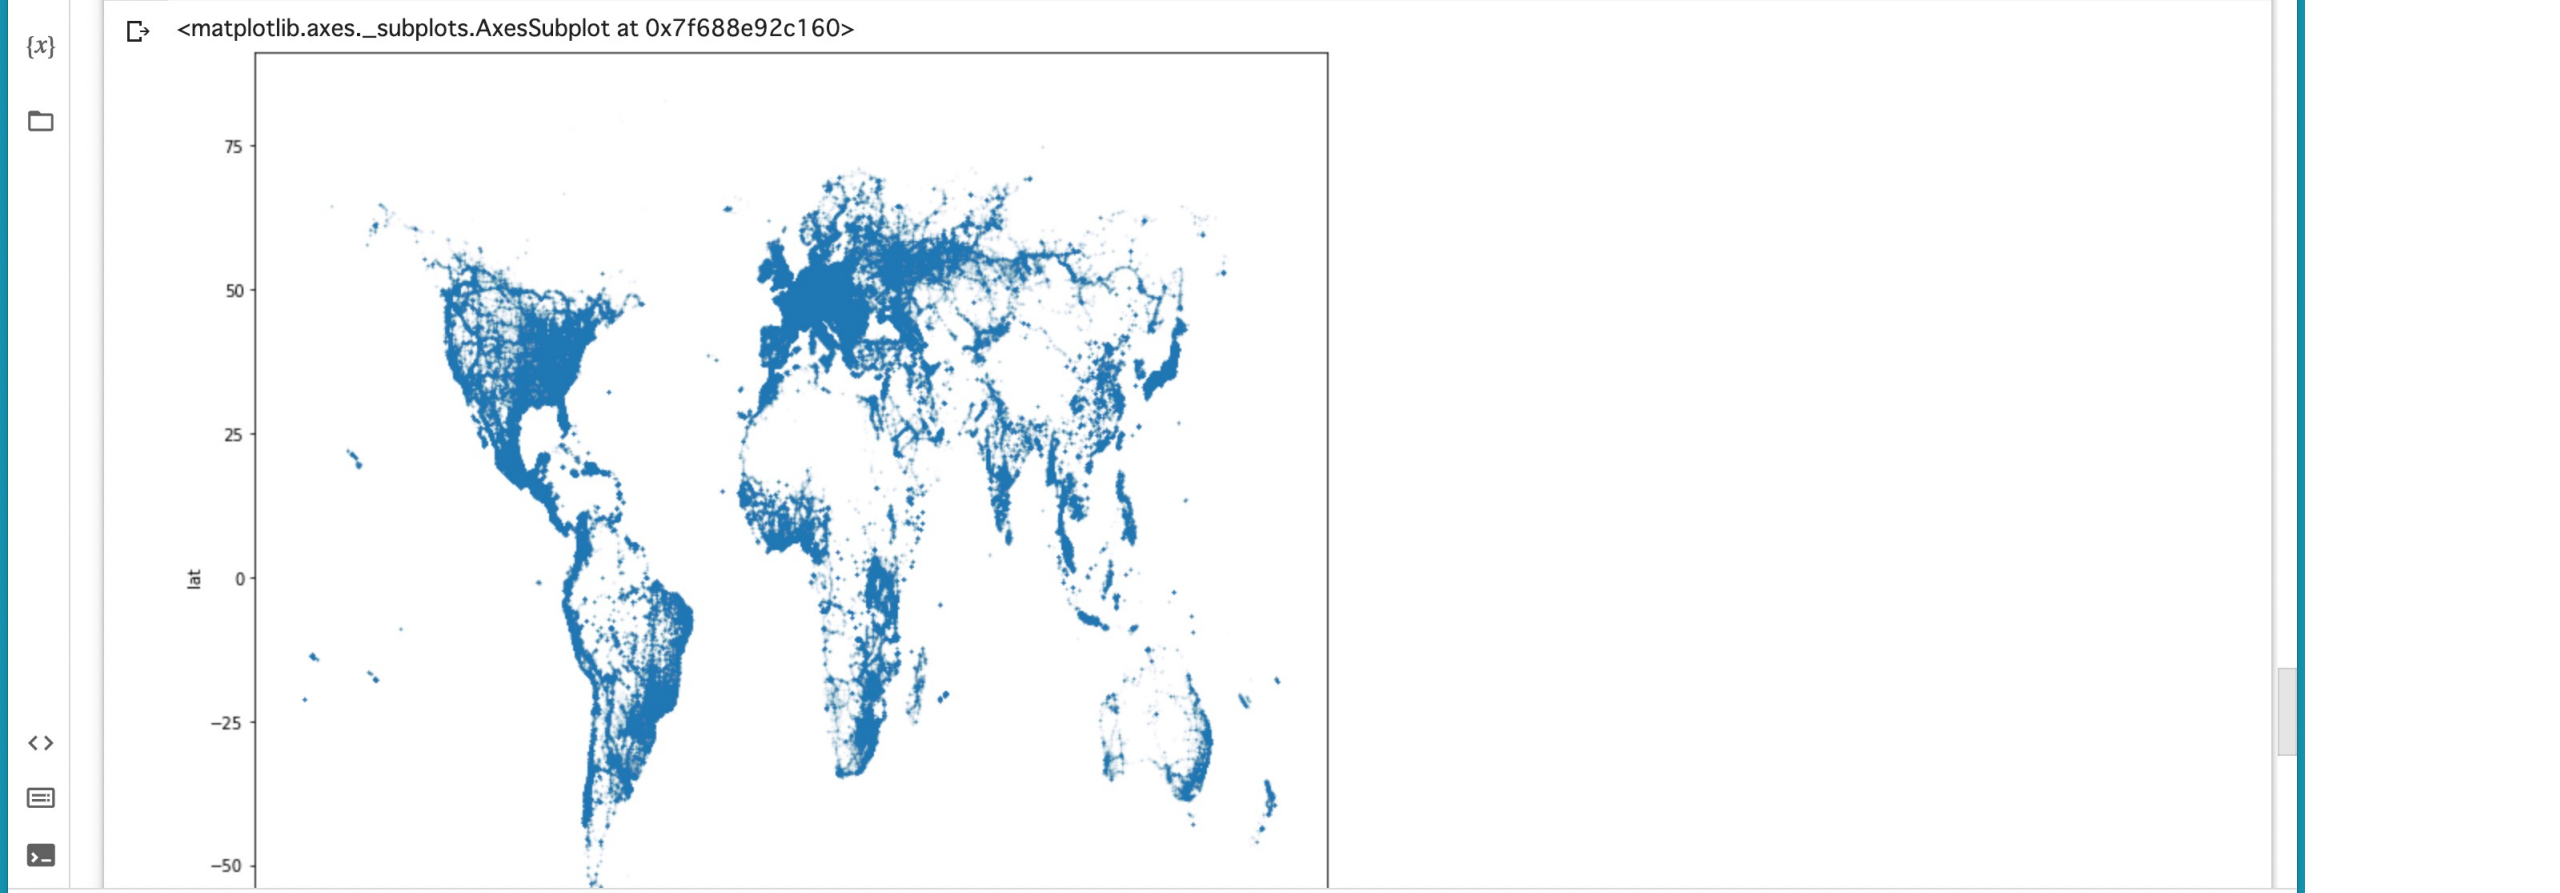 {x}
<matplotlib.axes._subplots.AxesSubplot at 0x7f688e92c160>
75
50
25
lat
0
−25
−50